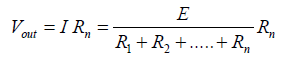 V_out = I R_n = E / (R_1 + R_2 + ..... + R_n) R_n